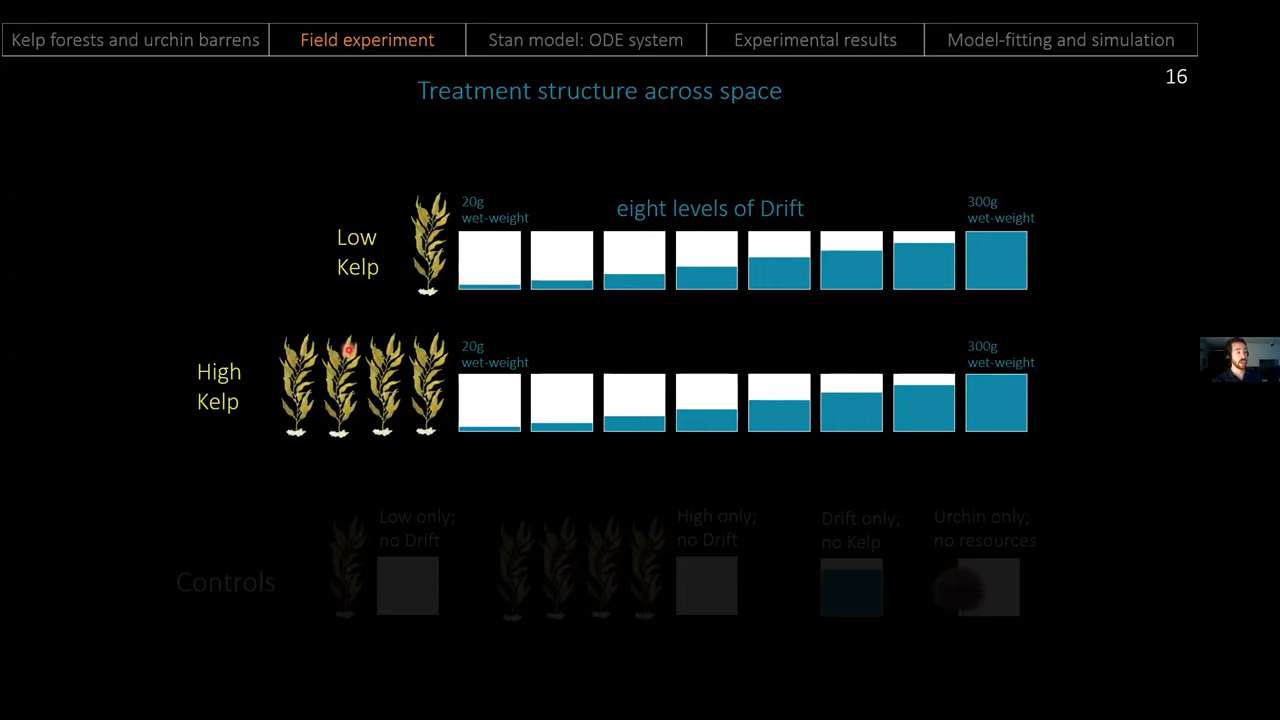 Kelp forests and urchin barrens
Field experiment
Stan model: ODE system
Experimental results
Model-fitting and simulation
16
Treatment structure across space
Low
Kelp
20g
wet-weight
eight levels of Drift
300g
wet-weight
High
Kelp
20g
wet-weight
300g
wet-weight
Controls
Low only;
no Drift
High only;
no Drift
Drift only;
no Kelp
Urchin only;
no resources